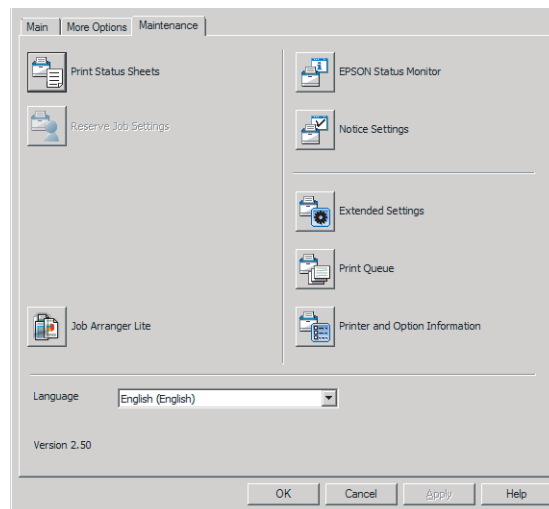 Main More Options Maintenance
Print Status Sheets
EPSON Status Monitor
Reserve Job Settings
Notice Settings
Extended Settings
Print Queue
Job Arranger Lite
Printer and Option Information
Language English (English)
Version 2.50
OK Cancel Apply Help